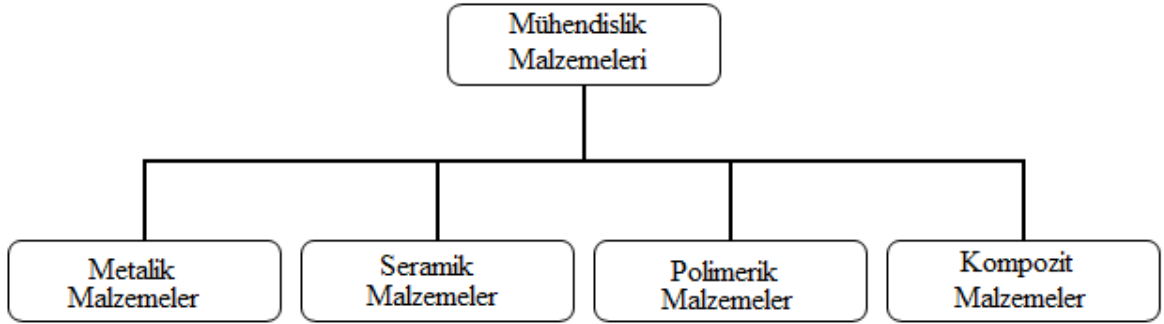 Mühendislik
Malzemeleri
Metalik
Malzemeler
Seramik
Malzemeler
Polimerik
Malzemeler
Kompozit
Malzemeler